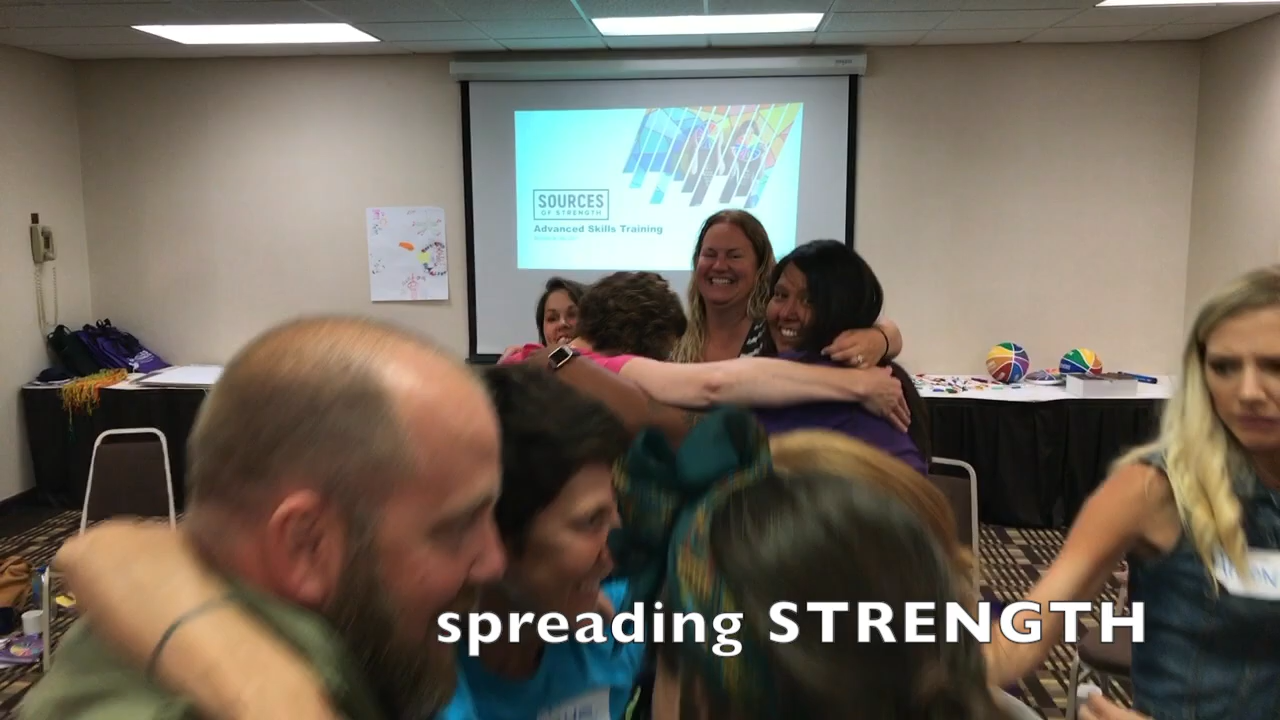 SOURCES
OF STRENGTH
Advanced Skills Training
spreading STRENGTH